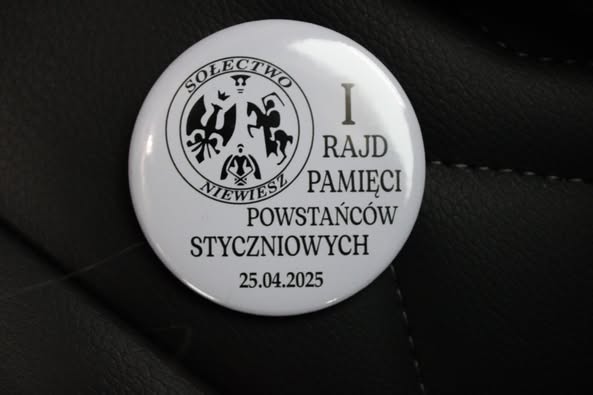 SOŁECTWO
NIEWIESZ
I
RAJD
PAMIĘCI
POWSTAŃCÓW
STYCZNIOWYCH
25.04.2025